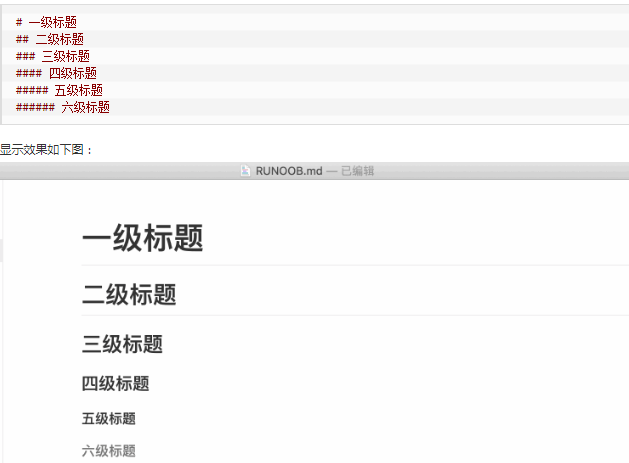 # 一级标题
## 二级标题
### 三级标题
#### 四级标题
##### 五级标题
###### 六级标题
显示效果如下图：
RUNOOB.md — 已编辑
一级标题
二级标题
三级标题
四级标题
五级标题
六级标题